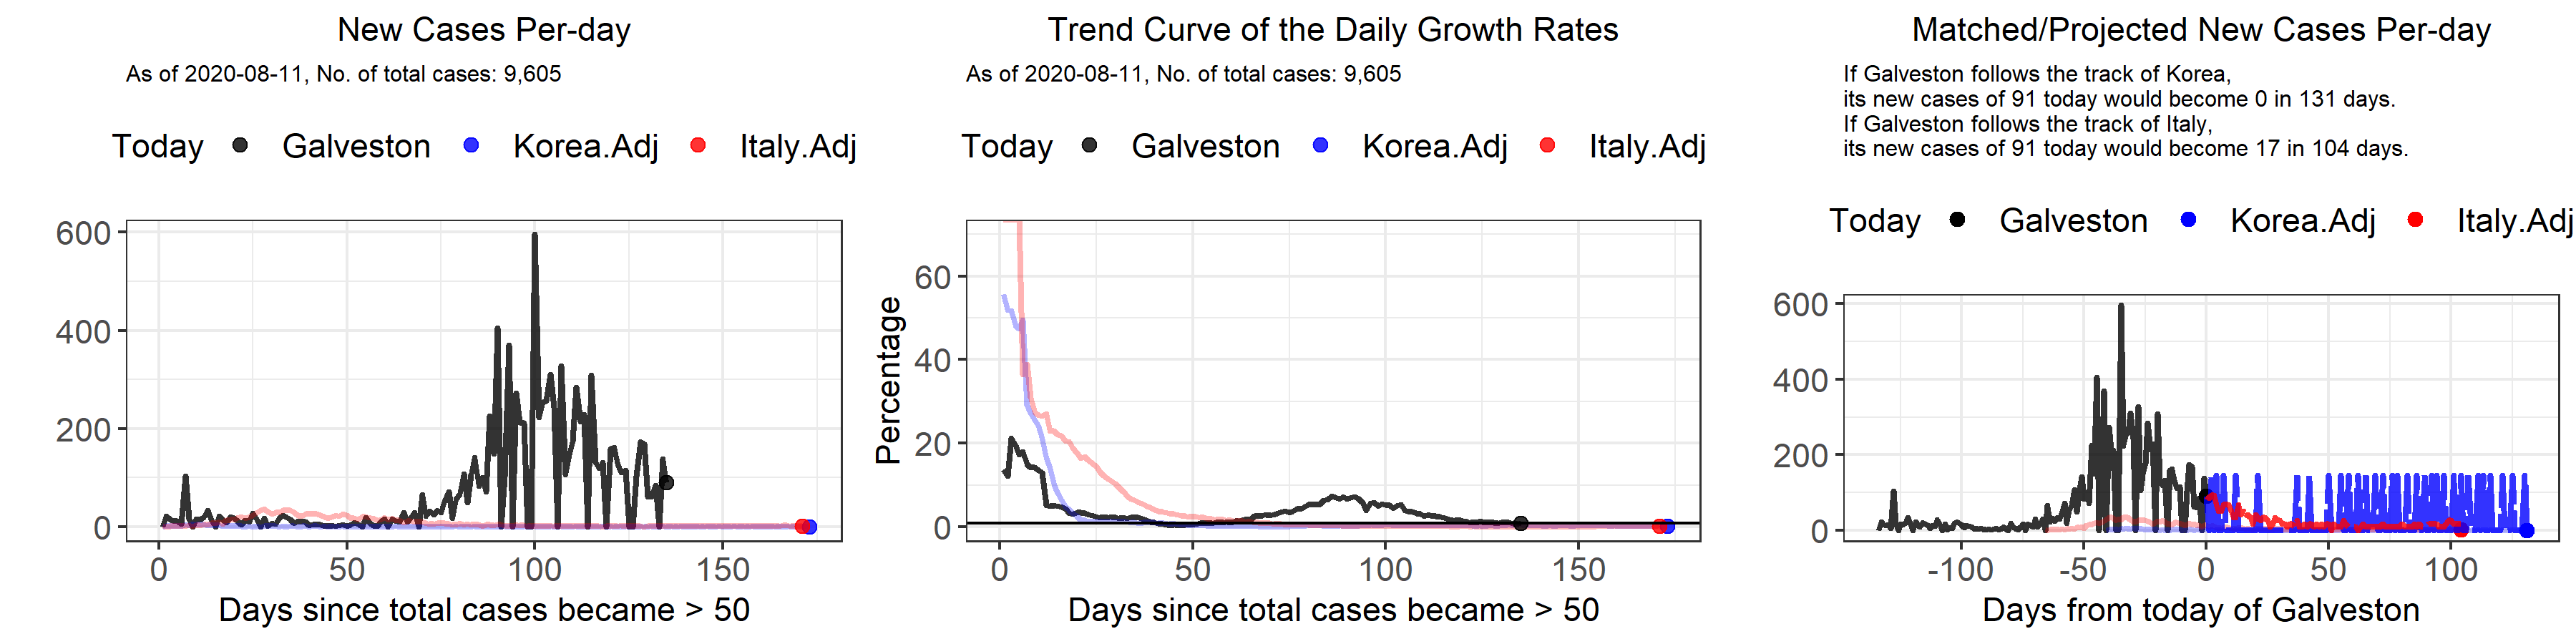 New Cases Per-day
As of 2020-08-11, No. of total cases: 9,605
Today Galveston Korea.Adj Italy.Adj
600
400
200
0
0 50 100 150
Days since total cases became > 50
Trend Curve of the Daily Growth Rates
As of 2020-08-11, No. of total cases: 9,605
Today Galveston Korea.Adj Italy.Adj
Percentage
60
40
20
0
0 50 100 150
Days since total cases became > 50
Matched/Projected New Cases Per-day
If Galveston follows the track of Korea,
its new cases of 91 today would become 0 in 131 days.
If Galveston follows the track of Italy,
its new cases of 91 today would become 17 in 104 days.
Today Galveston Korea.Adj Italy.Adj
600
400
200
0
-100 -50 0 50 100
Days from today of Galveston